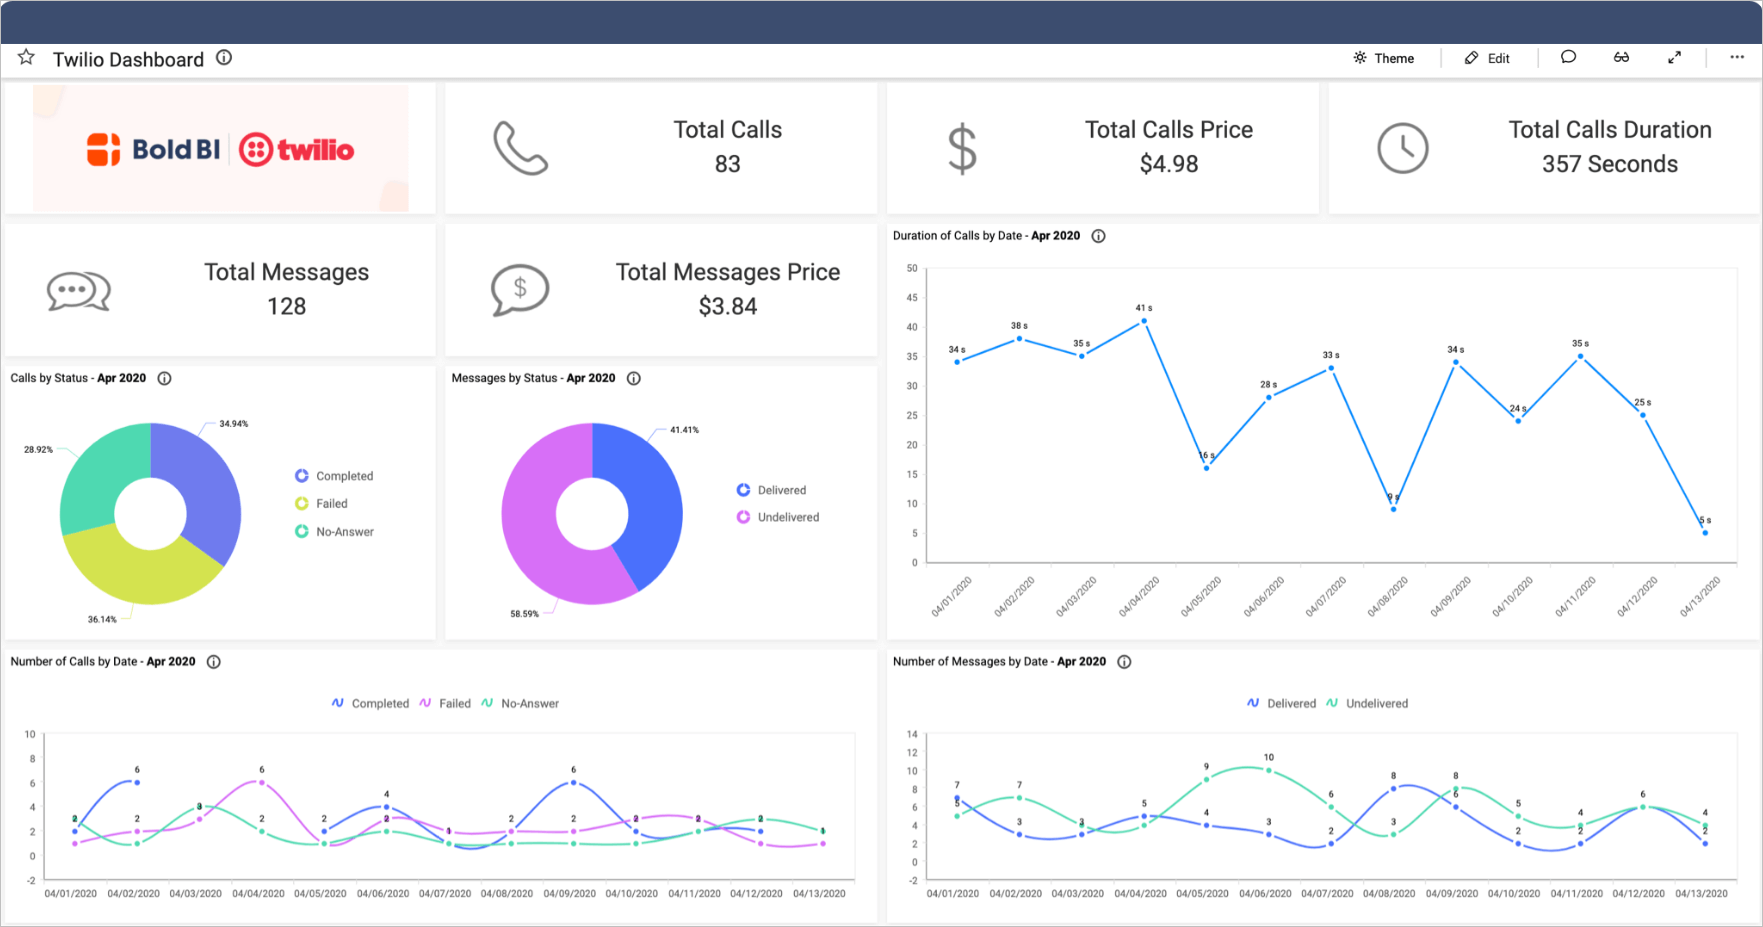 Twilio Dashboard
Theme
Edit
Bold BI
twilio
Total Calls
83
Total Calls Price
$4.98
Total Calls Duration
357 Seconds
Total Messages
128
$
Total Messages Price
$3.84
Duration of Calls by Date - Apr 2020
50
45
40
35
30
25
20
15
10
5
0
34 s
38 s
35 s
41 s
16 s
28 s
33 s
9 s
34 s
24 s
35 s
25 s
5 s
04/01/2020
04/02/2020
04/03/2020
04/04/2020
04/05/2020
04/06/2020
04/07/2020
04/08/2020
04/09/2020
04/10/2020
04/11/2020
04/12/2020
04/13/2020
Calls by Status - Apr 2020
34.94%
28.92%
36.14%
Completed
Failed
No-Answer
Messages by Status - Apr 2020
41.41%
58.59%
Delivered
Undelivered
Number of Calls by Date - Apr 2020
Completed Failed No-Answer
10
8
6
4
2
0
-2
6
2
3
6
2
2
4
2
1
2
6
2
2
2
2
1
04/01/2020 04/02/2020 04/03/2020 04/04/2020 04/05/2020 04/06/2020 04/07/2020 04/08/2020 04/09/2020 04/10/2020 04/11/2020 04/12/2020 04/13/2020
Number of Messages by Date - Apr 2020
Delivered Undelivered
14
12
10
8
6
4
2
0
-2
7
5
7
3
3
5
9
4
10
3
6
2
8
3
8
6
5
2
4
2
6
4
2
04/01/2020 04/02/2020 04/03/2020 04/04/2020 04/05/2020 04/06/2020 04/07/2020 04/08/2020 04/09/2020 04/10/2020 04/11/2020 04/12/2020 04/13/2020